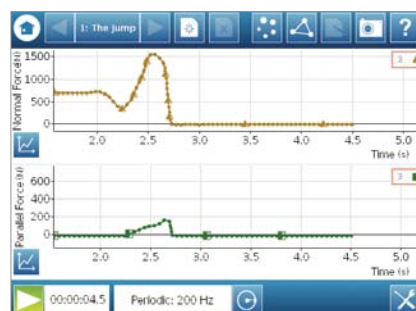 1: The Jump
?
Normal Force(N)
1500
1000
500
0
2.0 2.5 3.0 3.5 4.0 4.5 5.0
Time (s)
3
Parallel Force(N)
600
400
200
0
2.0 2.5 3.0 3.5 4.0 4.5 5.0
Time (s)
3
00:00:04.5 Periodic: 200 Hz